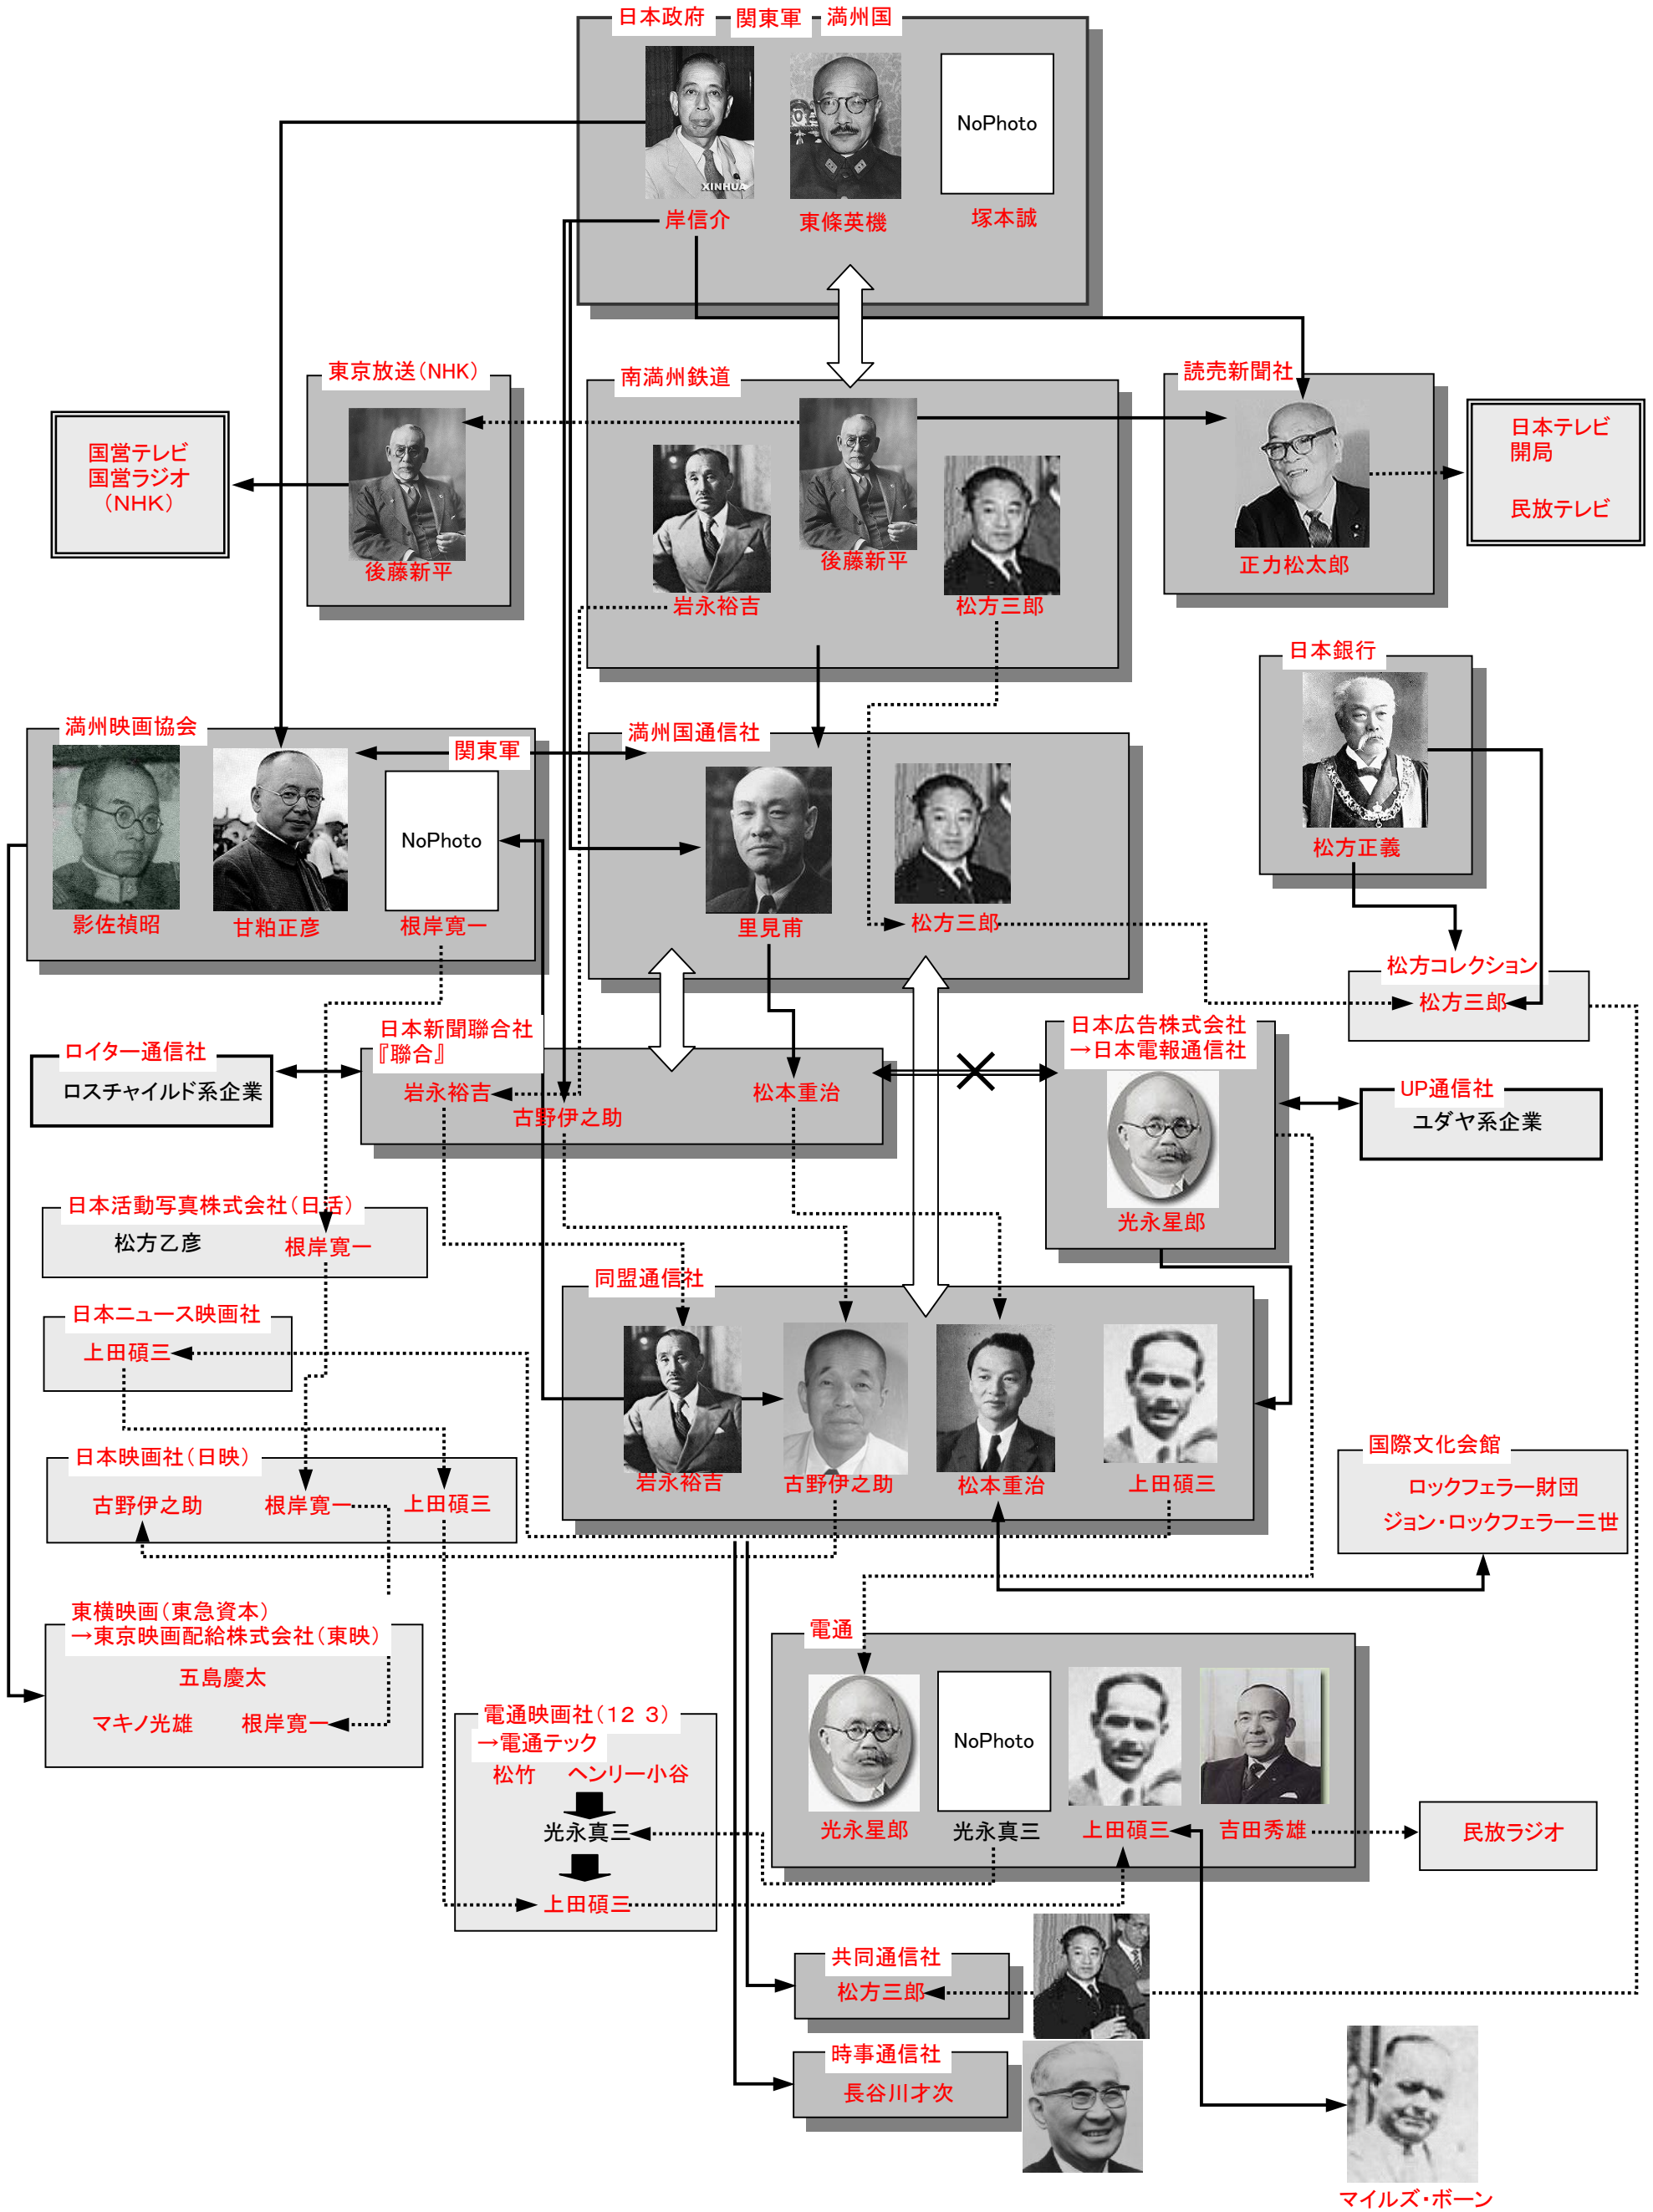 日本政府
関東軍
満州国
XINHUA
NoPhoto
岸信介
東條英機
塚本誠
東京放送(NHK)
南満州鉄道
読売新聞社
国営テレビ
国営ラジオ
(NHK)
日本テレビ
開局
民放テレビ
後藤新平
岩永裕吉
後藤新平
松方三郎
正力松太郎
日本銀行
満州映画協会
関東軍
満州国通信社
NoPhoto
影佐禎昭
甘粕正彦
根岸寛一
里見甫
松方三郎
松方正義
松方コレクション
松方三郎
日本新聞聯合社
『聯合』
日本広告株式会社
→日本電報通信社
ロイター通信社
ロスチャイルド系企業
岩永裕吉
古野伊之助
松本重治
UP通信社
ユダヤ系企業
光永星郎
日本活動写真株式会社(日活)
松方乙彦
根岸寛一
同盟通信社
日本ニュース映画社
上田碩三
岩永裕吉
古野伊之助
松本重治
上田碩三
日本映画社(日映)
古野伊之助
根岸寛一
上田碩三
国際文化会館
ロックフェラー財団
ジョン・ロックフェラー三世
東横映画(東急資本)
→東京映画配給株式会社(東映)
五島慶太
マキノ光雄
根岸寛一
電通
NoPhoto
光永星郎
光永真三
上田碩三
吉田秀雄
民放ラジオ
電通映画社(12 3)
→電通テック
松竹
ヘンリー小谷
光永真三
上田碩三
共同通信社
松方三郎
時事通信社
長谷川才次
マイルズ・ボーン